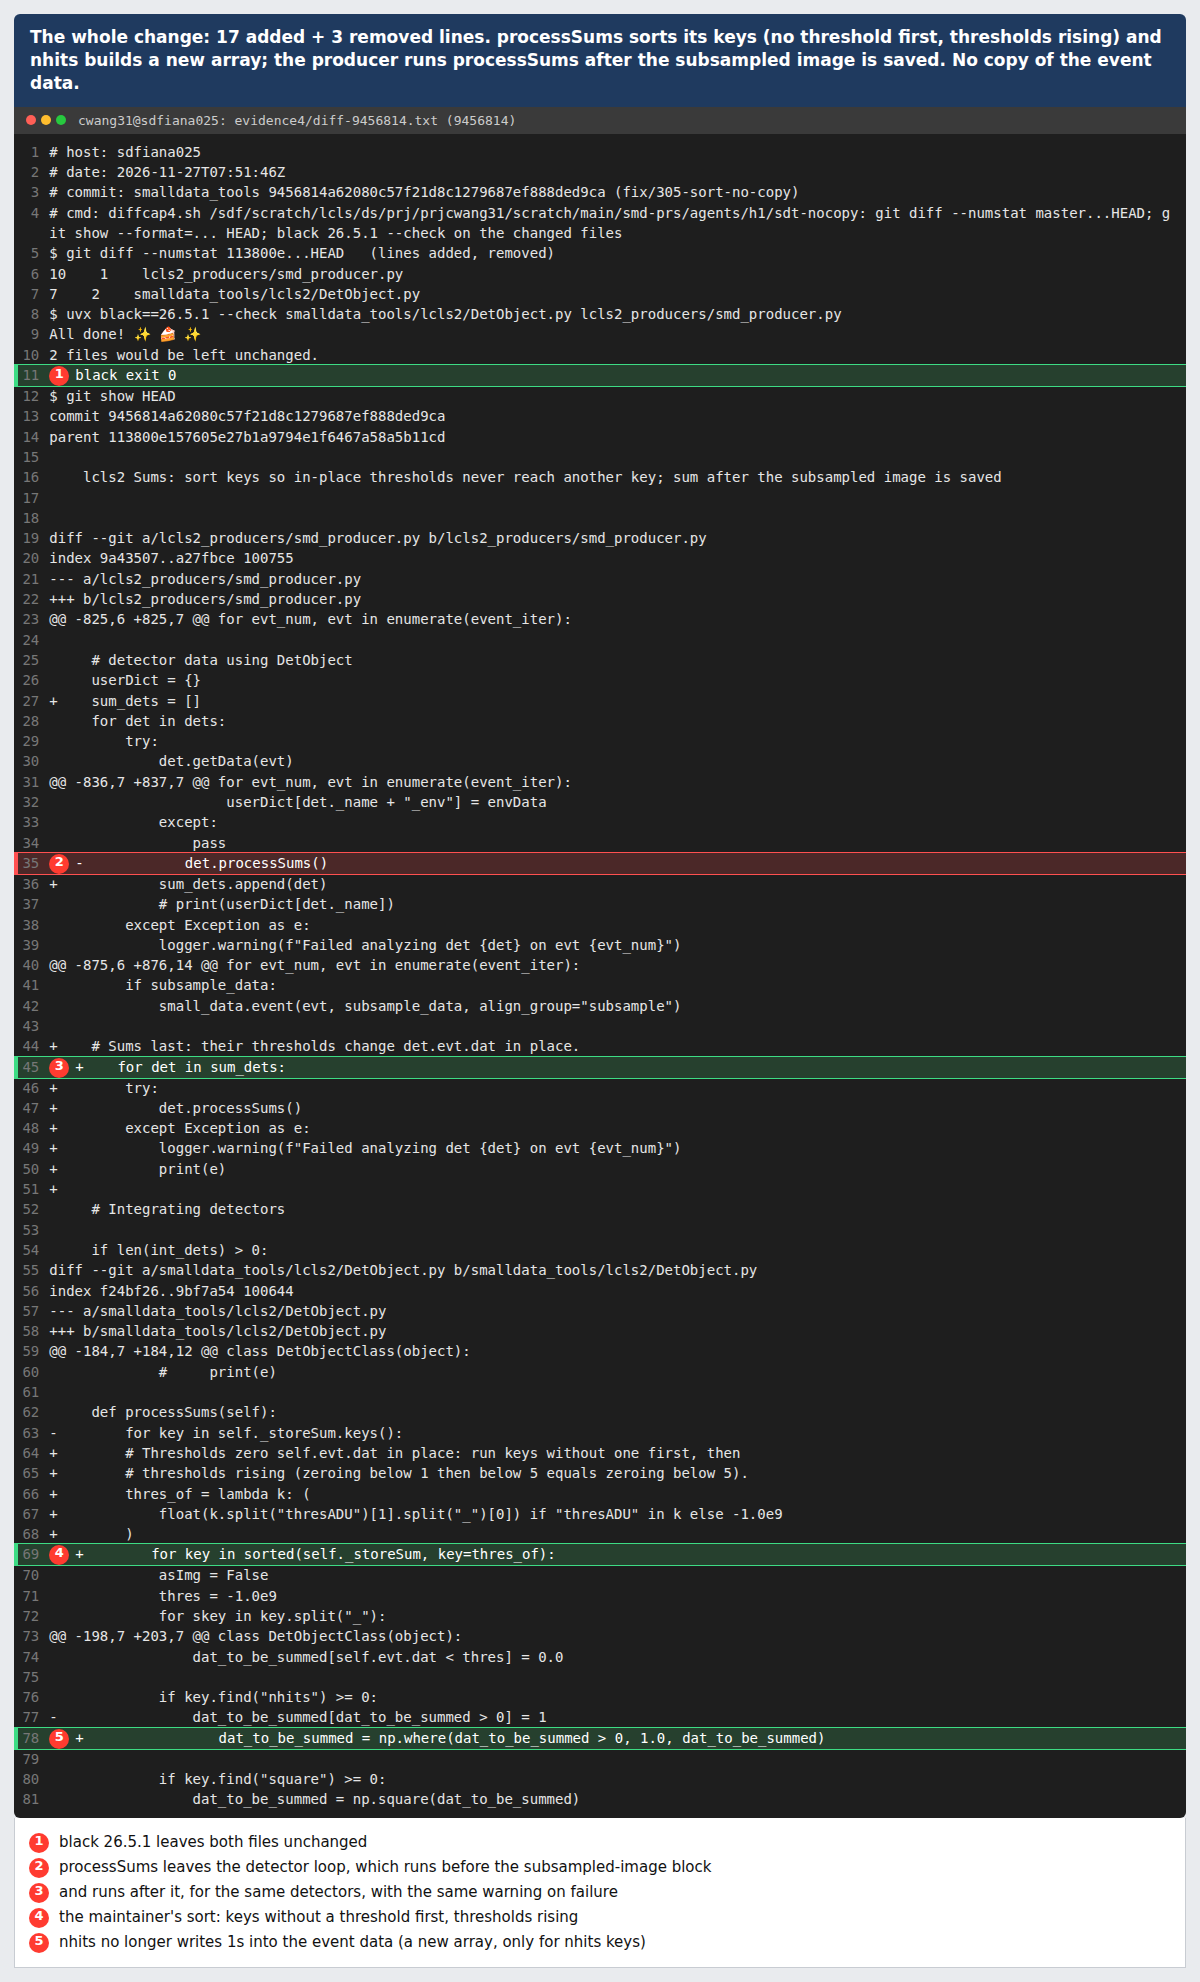 The whole change: 17 added + 3 removed lines. processSums sorts its keys (no threshold first, thresholds rising) and
nhits builds a new array; the producer runs processSums after the subsampled image is saved. No copy of the event
data.
cwang31@sdfiana025: evidence4/diff-9456814.txt (9456814)
1 # host: sdfiana025
2 # date: 2026-11-27T07:51:46Z
3 # commit: smalldata_tools 9456814a62080c57f21d8c1279687ef888ded9ca (fix/305-sort-no-copy)
4 # cmd: diffcap4.sh /sdf/scratch/lcls/ds/prj/prjcwang31/scratch/main/smd-prs/agents/h1/sdt-nocopy: git diff --numstat master...HEAD; g
it show --format=... HEAD; black 26.5.1 --check on the changed files
5 $ git diff --numstat 113800e...HEAD   (lines added, removed)
6 10    1    lcls2_producers/smd_producer.py
7 7    2    smalldata_tools/lcls2/DetObject.py
8 $ uvx black==26.5.1 --check smalldata_tools/lcls2/DetObject.py lcls2_producers/smd_producer.py
9 All done! ✨ 🍰 ✨
10 2 files would be left unchanged.
11 1 black exit 0
12 $ git show HEAD
13 commit 9456814a62080c57f21d8c1279687ef888ded9ca
14 parent 113800e157605e27b1a9794e1f6467a58a5b11cd
15
16     lcls2 Sums: sort keys so in-place thresholds never reach another key; sum after the subsampled image is saved
17
18
19 diff --git a/lcls2_producers/smd_producer.py b/lcls2_producers/smd_producer.py
20 index 9a43507..a27fbce 100755
21 --- a/lcls2_producers/smd_producer.py
22 +++ b/lcls2_producers/smd_producer.py
23 @@ -825,6 +825,7 @@ for evt_num, evt in enumerate(event_iter):
24
25      # detector data using DetObject
26      userDict = {}
27 +    sum_dets = []
28      for det in dets:
29          try:
30              det.getData(evt)
31 @@ -836,7 +837,7 @@ for evt_num, evt in enumerate(event_iter):
32                      userDict[det._name + "_env"] = envData
33              except:
34                  pass
35 2 -            det.processSums()
36 +            sum_dets.append(det)
37              # print(userDict[det._name])
38          except Exception as e:
39              logger.warning(f"Failed analyzing det {det} on evt {evt_num}")
40 @@ -875,6 +876,14 @@ for evt_num, evt in enumerate(event_iter):
41          if subsample_data:
42              small_data.event(evt, subsample_data, align_group="subsample")
43
44 +    # Sums last: their thresholds change det.evt.dat in place.
45 3 +    for det in sum_dets:
46 +        try:
47 +            det.processSums()
48 +        except Exception as e:
49 +            logger.warning(f"Failed analyzing det {det} on evt {evt_num}")
50 +            print(e)
51 +
52      # Integrating detectors
53
54      if len(int_dets) > 0:
55 diff --git a/smalldata_tools/lcls2/DetObject.py b/smalldata_tools/lcls2/DetObject.py
56 index f24bf26..9bf7a54 100644
57 --- a/smalldata_tools/lcls2/DetObject.py
58 +++ b/smalldata_tools/lcls2/DetObject.py
59 @@ -184,7 +184,12 @@ class DetObjectClass(object):
60              #     print(e)
61
62      def processSums(self):
63 -        for key in self._storeSum.keys():
64 +        # Thresholds zero self.evt.dat in place: run keys without one first, then
65 +        # thresholds rising (zeroing below 1 then below 5 equals zeroing below 5).
66 +        thres_of = lambda k: (
67 +            float(k.split("thresADU")[1].split("_")[0]) if "thresADU" in k else -1.0e9
68 +        )
69 4 +        for key in sorted(self._storeSum, key=thres_of):
70              asImg = False
71              thres = -1.0e9
72              for skey in key.split("_"):
73 @@ -198,7 +203,7 @@ class DetObjectClass(object):
74                  dat_to_be_summed[self.evt.dat < thres] = 0.0
75
76              if key.find("nhits") >= 0:
77 -                dat_to_be_summed[dat_to_be_summed > 0] = 1
78 5 +                dat_to_be_summed = np.where(dat_to_be_summed > 0, 1.0, dat_to_be_summed)
79
80              if key.find("square") >= 0:
81                  dat_to_be_summed = np.square(dat_to_be_summed)
1 black 26.5.1 leaves both files unchanged
2 processSums leaves the detector loop, which runs before the subsampled-image block
3 and runs after it, for the same detectors, with the same warning on failure
4 the maintainer's sort: keys without a threshold first, thresholds rising
5 nhits no longer writes 1s into the event data (a new array, only for nhits keys)